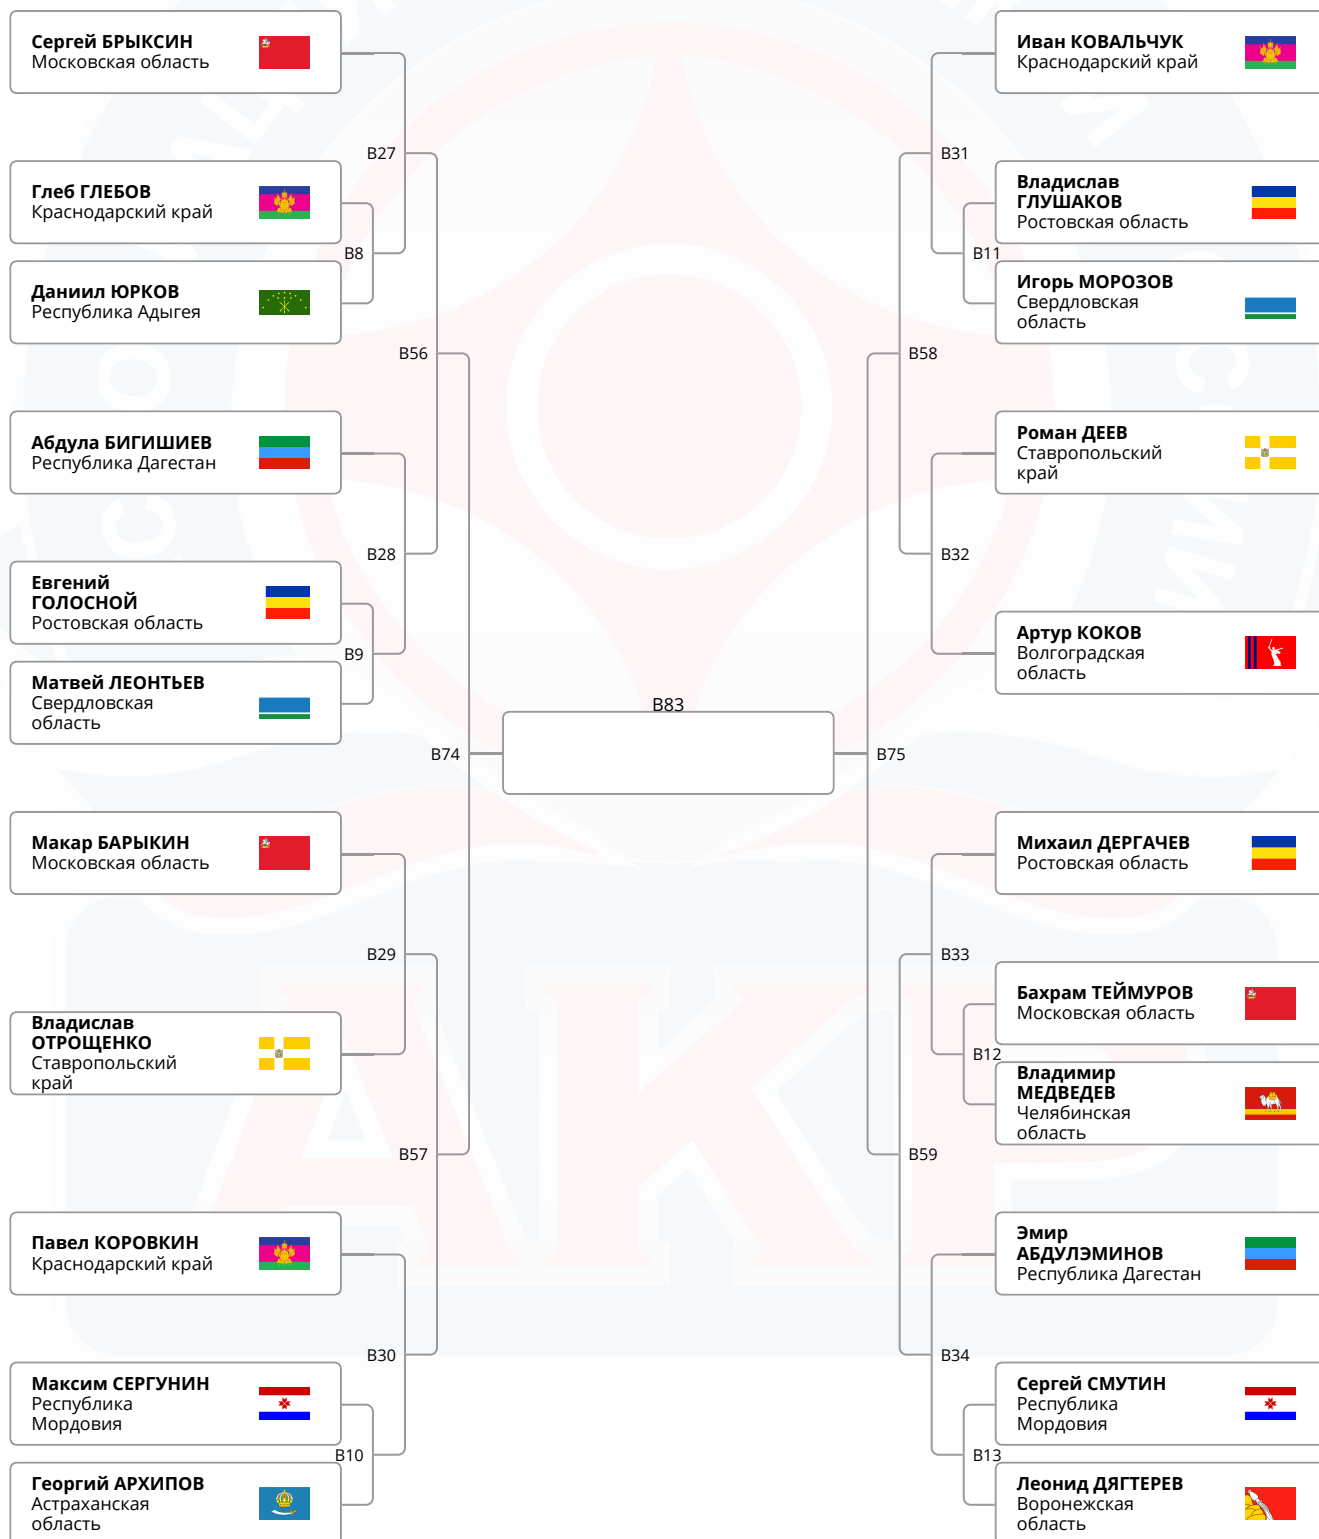 Сергей БРЫКСИН
Московская область
B27
Глеб ГЛЕБОВ
Краснодарский край
B8
Даниил ЮРКОВ
Республика Адыгея
B56
Абдула БИГИШИЕВ
Республика Дагестан
B28
Евгений
ГОЛОСНОЙ
Ростовская область
B9
Матвей ЛЕОНТЬЕВ
Свердловская
область
B74
Макар БАРЫКИН
Московская область
B29
Владислав
ОТРОЩЕНКО
Ставропольский
край
B57
Павел КОРОВКИН
Краснодарский край
B30
Максим СЕРГУНИН
Республика
Мордовия
B10
Георгий АРХИПОВ
Астраханская
область
B83
Иван КОВАЛЬЧУК
Краснодарский край
B31
Владислав
ГЛУШАКОВ
Ростовская область
B11
Игорь МОРОЗОВ
Свердловская
область
B58
Роман ДЕЕВ
Ставропольский
край
B32
Артур КОКОВ
Волгоградская
область
B75
Михаил ДЕРГАЧЕВ
Ростовская область
B33
Бахрам ТЕЙМУРОВ
Московская область
B12
Владимир
МЕДВЕДЕВ
Челябинская
область
B59
Эмир
АБДУЛЭМИНОВ
Республика Дагестан
B34
Сергей СМУТИН
Республика
Мордовия
B13
Леонид ДЯГТЕРЕВ
Воронежская
область
АКР